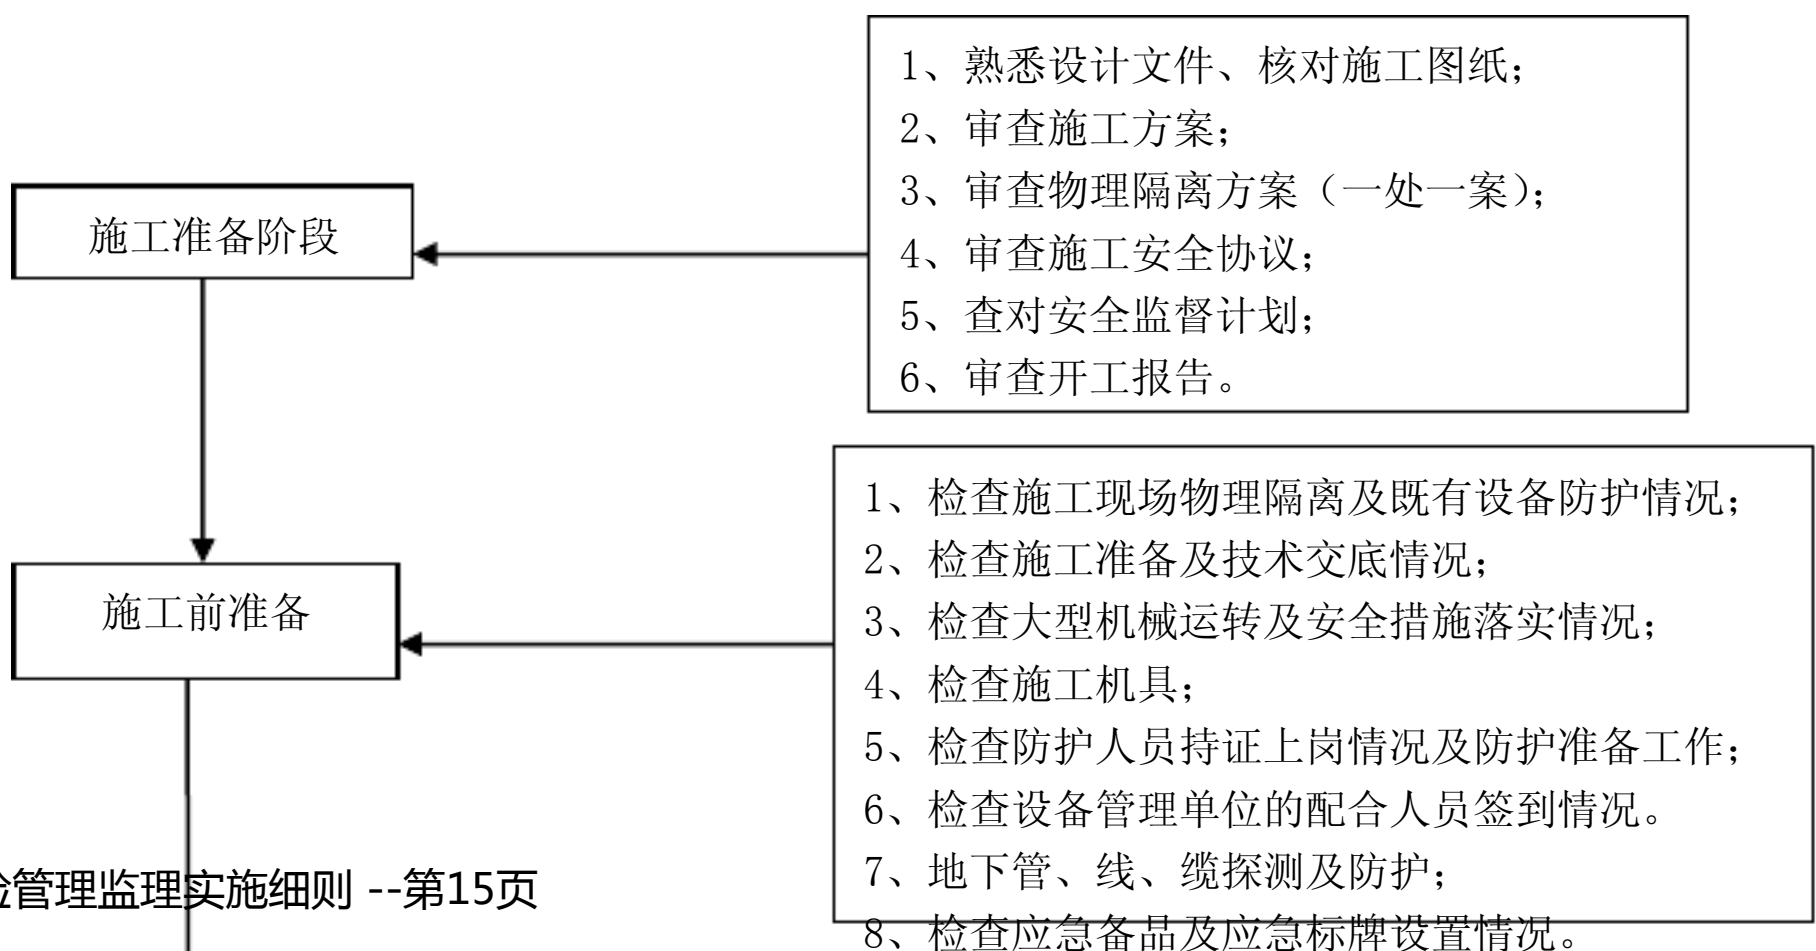 1、熟悉设计文件、核对施工图纸;
2、审查施工方案;
3、审查物理隔离方案（一处一案）;
4、审查施工安全协议;
5、查对安全监督计划;
6、审查开工报告。
施工准备阶段
1、检查施工现场物理隔离及既有设备防护情况;
2、检查施工准备及技术交底情况;
3、检查大型机械运转及安全措施落实情况;
4、检查施工机具;
5、检查防护人员持证上岗情况及防护准备工作;
6、检查设备管理单位的配合人员签到情况。
7、地下管、线、缆探测及防护;
8、检查应急备品及应急标牌设置情况。
施工前准备
管理监理实施细则 --第15页